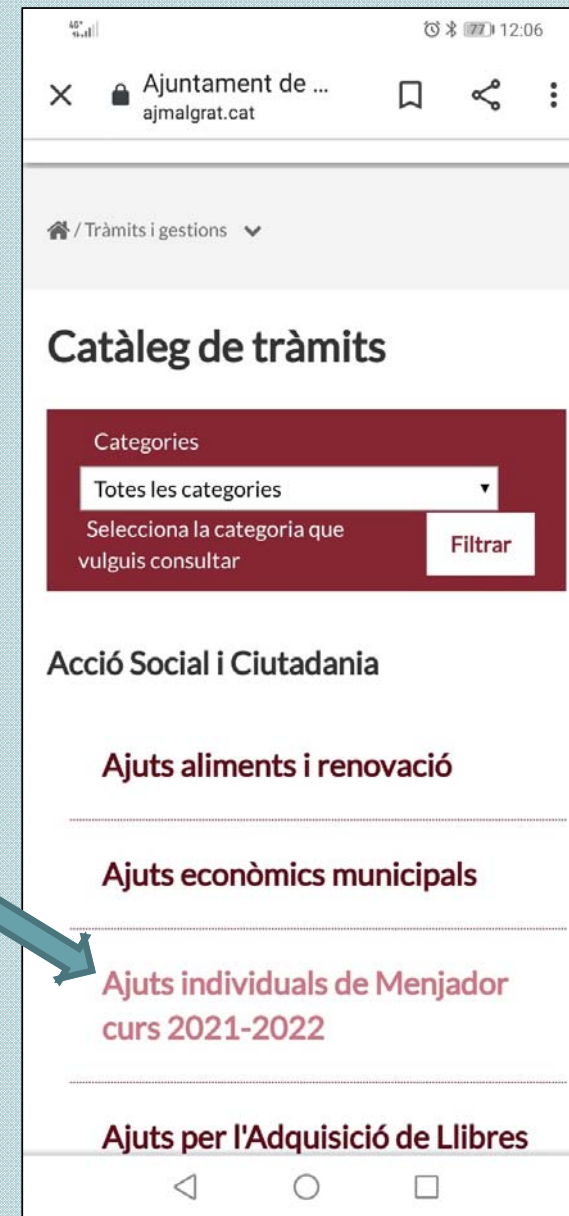 4G+
77 12:06
Ajuntament de ...
ajmalgrat.cat
/ Tràmits i gestions
Catàleg de tràmits
Categories
Totes les categories
Selecciona la categoria que
vulguis consultar
Filtrar
Acció Social i Ciutadania
Ajuts aliments i renovació
Ajuts econòmics municipals
Ajuts individuals de Menjador
curs 2021-2022
Ajuts per l'Adquisició de Llibres